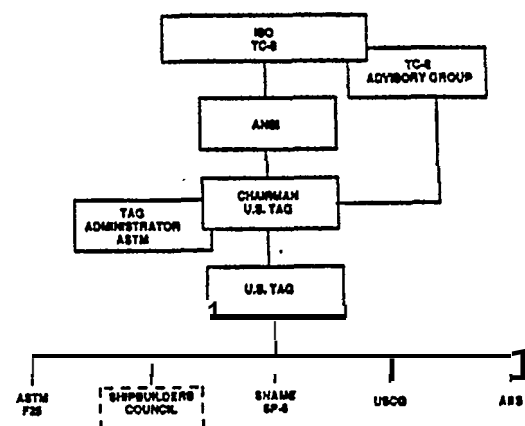 ISO
TC-8
TC-8
ADVISORY GROUP
ANSI
CHAIRMAN
U.S. TAG
TAG
ADMINISTRATOR
ASTM
U.S. TAG
ASTM
F25
SHIPBUILDERS
COUNCIL
SNAME
SP-6
USCG
ABS